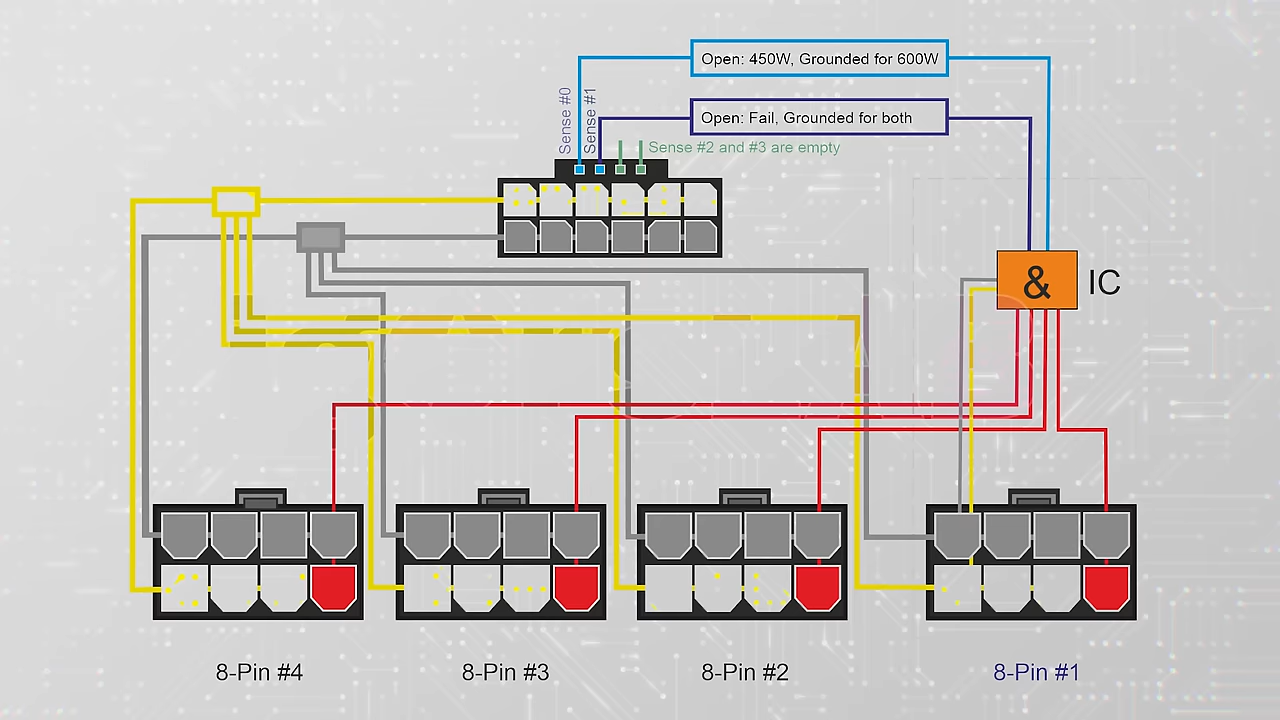 Open: 450W, Grounded for 600W
Sense #0
Sense #1
Open: Fail, Grounded for both
Sense #2 and #3 are empty
&
IC
8-Pin #4
8-Pin #3
8-Pin #2
8-Pin #1